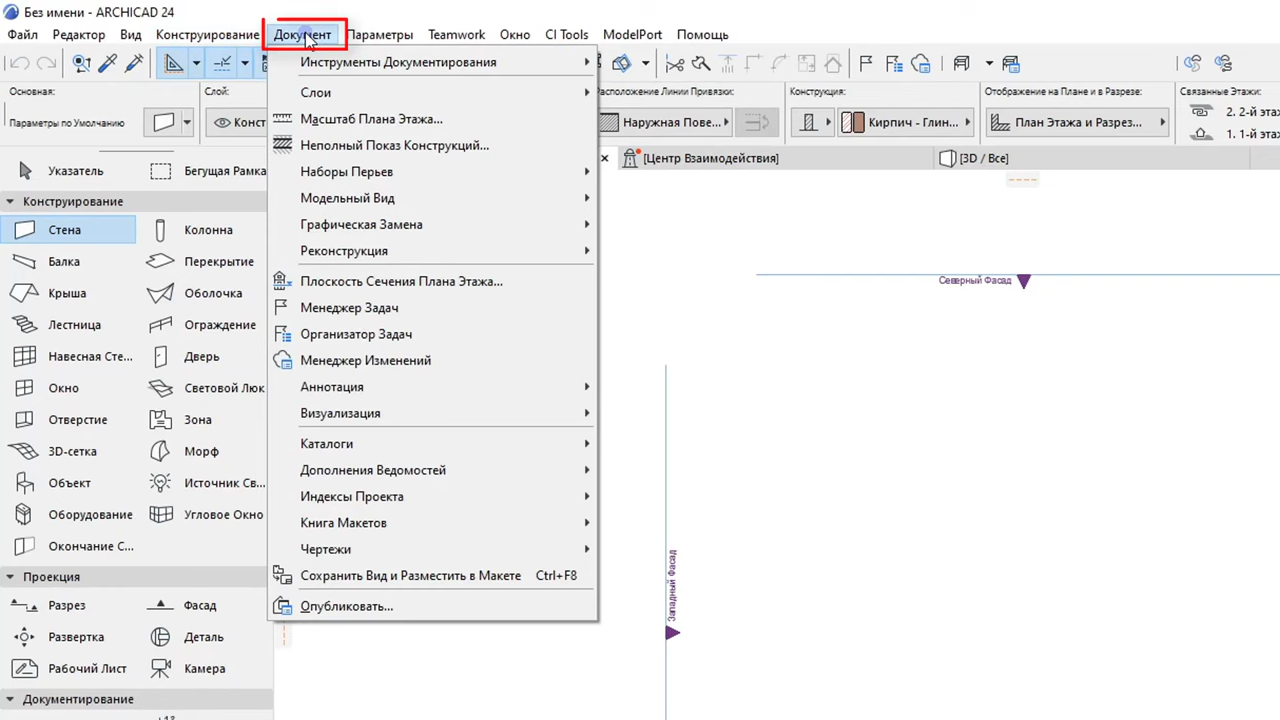 Без имени - ARCHICAD 24
Файл Редактор Вид Конструирование Документ Параметры Teamwork Окно CI Tools ModelPort Помощь
Основная:
Параметры по Умолчанию
Слой:
Конст
Расположение Линии Привязки:
Наружная Пове...
Конструкция:
Кирпич - Глин...
Отображение на Плане и в Разрезе:
План Этажа и Разрез...
Связанные Этажи:
2. 2-й этаж
1. 1-й этаж
[Центр Взаимодействия]
[3D / Все]
Указатель
Бегущая Рамка
Конструирование
Стена
Колонна
Балка
Перекрытие
Крыша
Оболочка
Лестница
Ограждение
Навесная Сте...
Дверь
Окно
Световой Люк
Отверстие
Зона
3D-сетка
Морф
Объект
Источник Св...
Оборудование
Угловое Окно
Окончание С...
Проекция
Разрез
Фасад
Развертка
Деталь
Рабочий Лист
Камера
Документирование
Инструменты Документирования
Слои
Масштаб Плана Этажа...
Неполный Показ Конструкций...
Наборы Перьев
Модельный Вид
Графическая Замена
Реконструкция
Плоскость Сечения Плана Этажа...
Менеджер Задач
Организатор Задач
Менеджер Изменений
Аннотация
Визуализация
Каталоги
Дополнения Ведомостей
Индексы Проекта
Книга Макетов
Чертежи
Сохранить Вид и Разместить в Макете Ctrl+F8
Опубликовать...
Северный Фасад
Западный Фасад